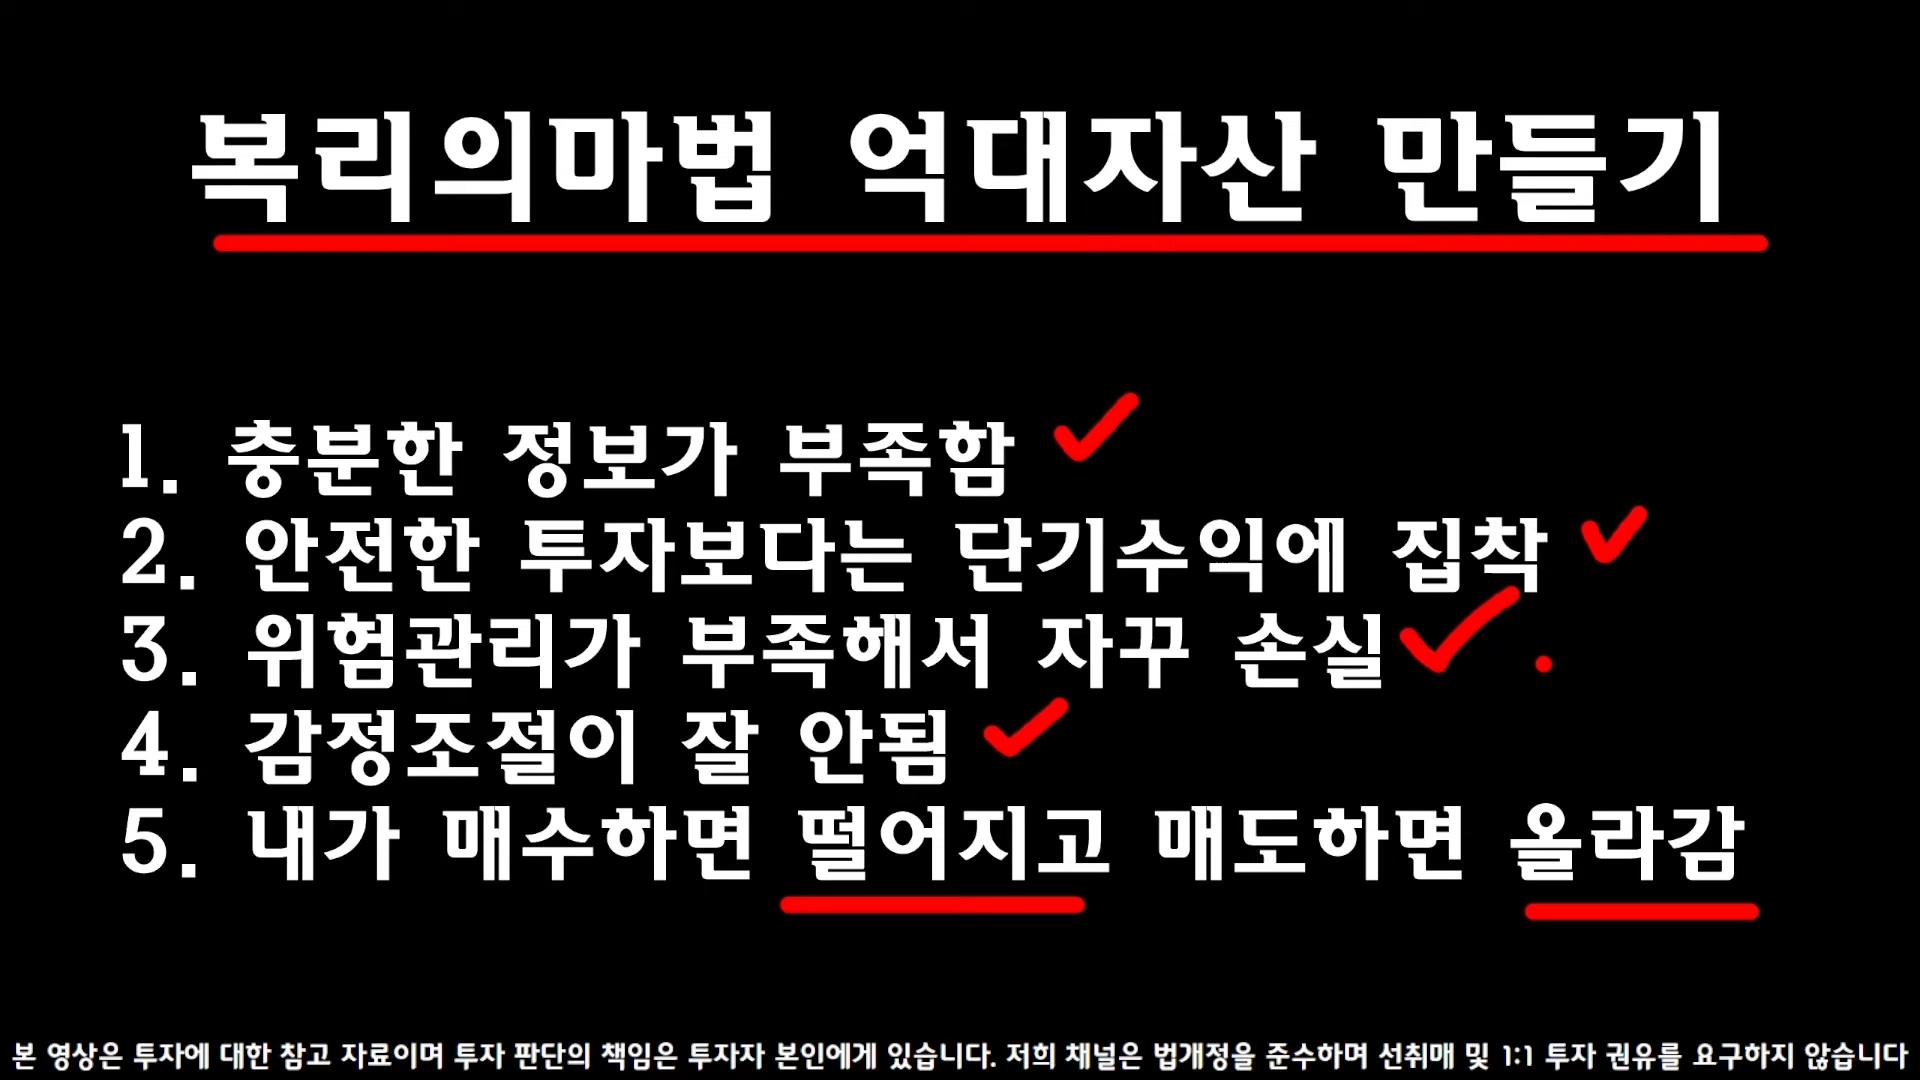 복리의마법 억대자산 만들기
1. 충분한 정보가 부족함
2. 안전한 투자보다는 단기수익에 집착
3. 위험관리가 부족해서 자꾸 손실
4. 감정조절이 잘 안됨
5. 내가 매수하면 떨어지고 매도하면 올라감
본 영상은 투자에 대한 참고 자료이며 투자 판단의 책임은 투자자 본인에게 있습니다. 저희 채널은 법개정을 준수하며 선취매 및 1:1 투자 권유를 요구하지 않습니다